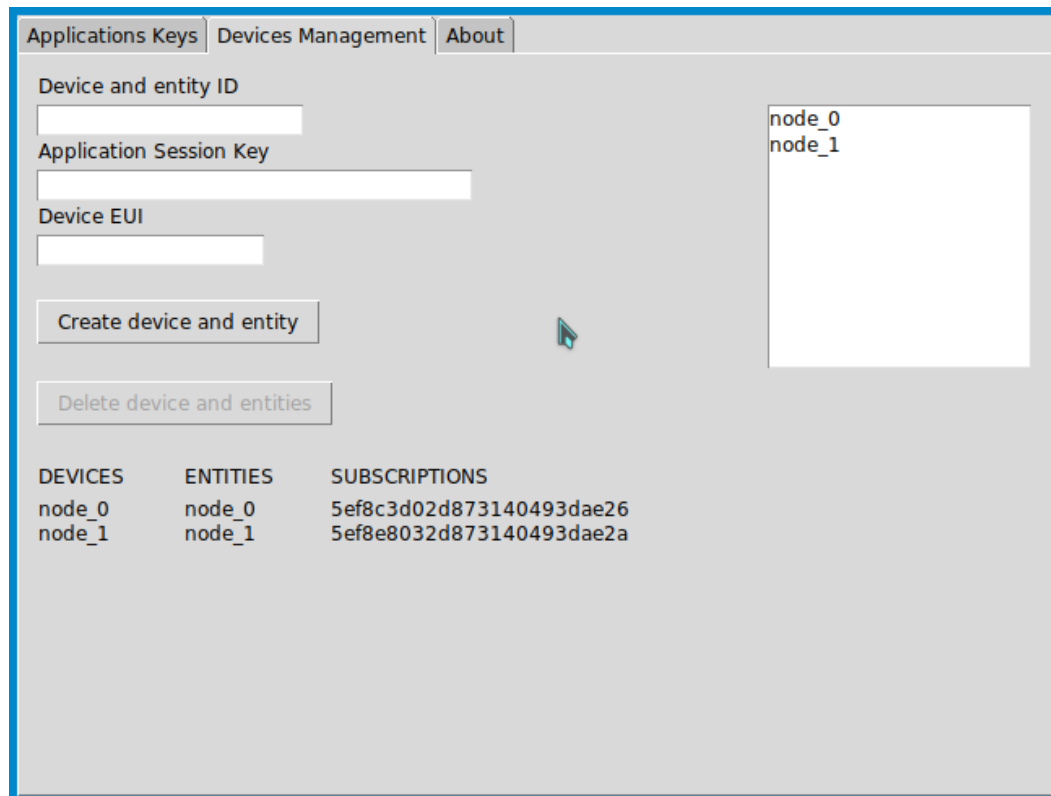 Applications Keys Devices Management About
Device and entity ID
Application Session Key
Device EUI
node_0
node_1
Create device and entity
Delete device and entities
DEVICES ENTITIES SUBSCRIPTIONS
node_0 node_0 5ef8c3d02d873140493dae26
node_1 node_1 5ef8e8032d873140493dae2a